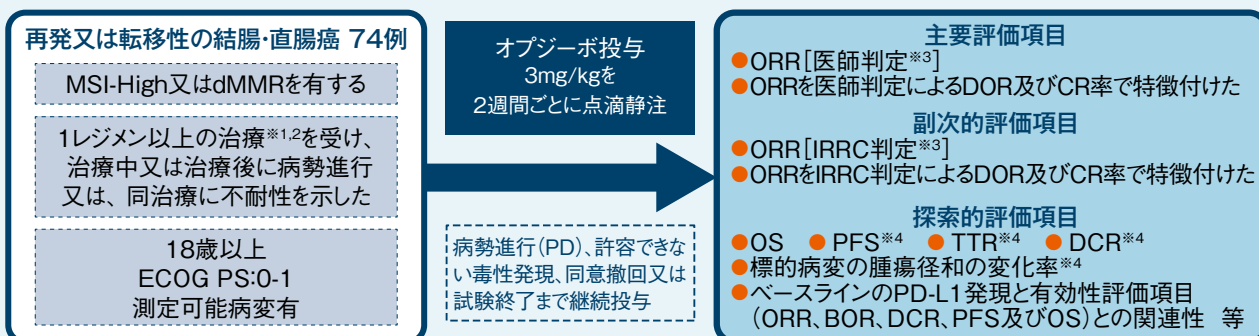 再発又は転移性の結腸・直腸癌 74例
MSI-High又はdMMRを有する
1レジメン以上の治療※1,2を受け、
治療中又は治療後に病勢進行
又は、同治療に不耐性を示した
18歳以上
ECOG PS:0-1
測定可能病変有
オプジーボ投与
3mg/kgを
2週間ごとに点滴静注
病勢進行(PD)、許容できな
い毒性発現、同意撤回又は
試験終了まで継続投与
主要評価項目
●ORR[医師判定※3]
●ORRを医師判定によるDOR及びCR率で特徴付けた
副次的評価項目
●ORR[IRRC判定※3]
●ORRをIRRC判定によるDOR及びCR率で特徴付けた
探索的評価項目
●OS ●PFS※4 ●TTR※4 ●DCR※4
●標的病変の腫瘍径和の変化率※4
●ベースラインのPD-L1発現と有効性評価項目
(ORR、BOR、DCR、PFS及びOS)との関連性 等